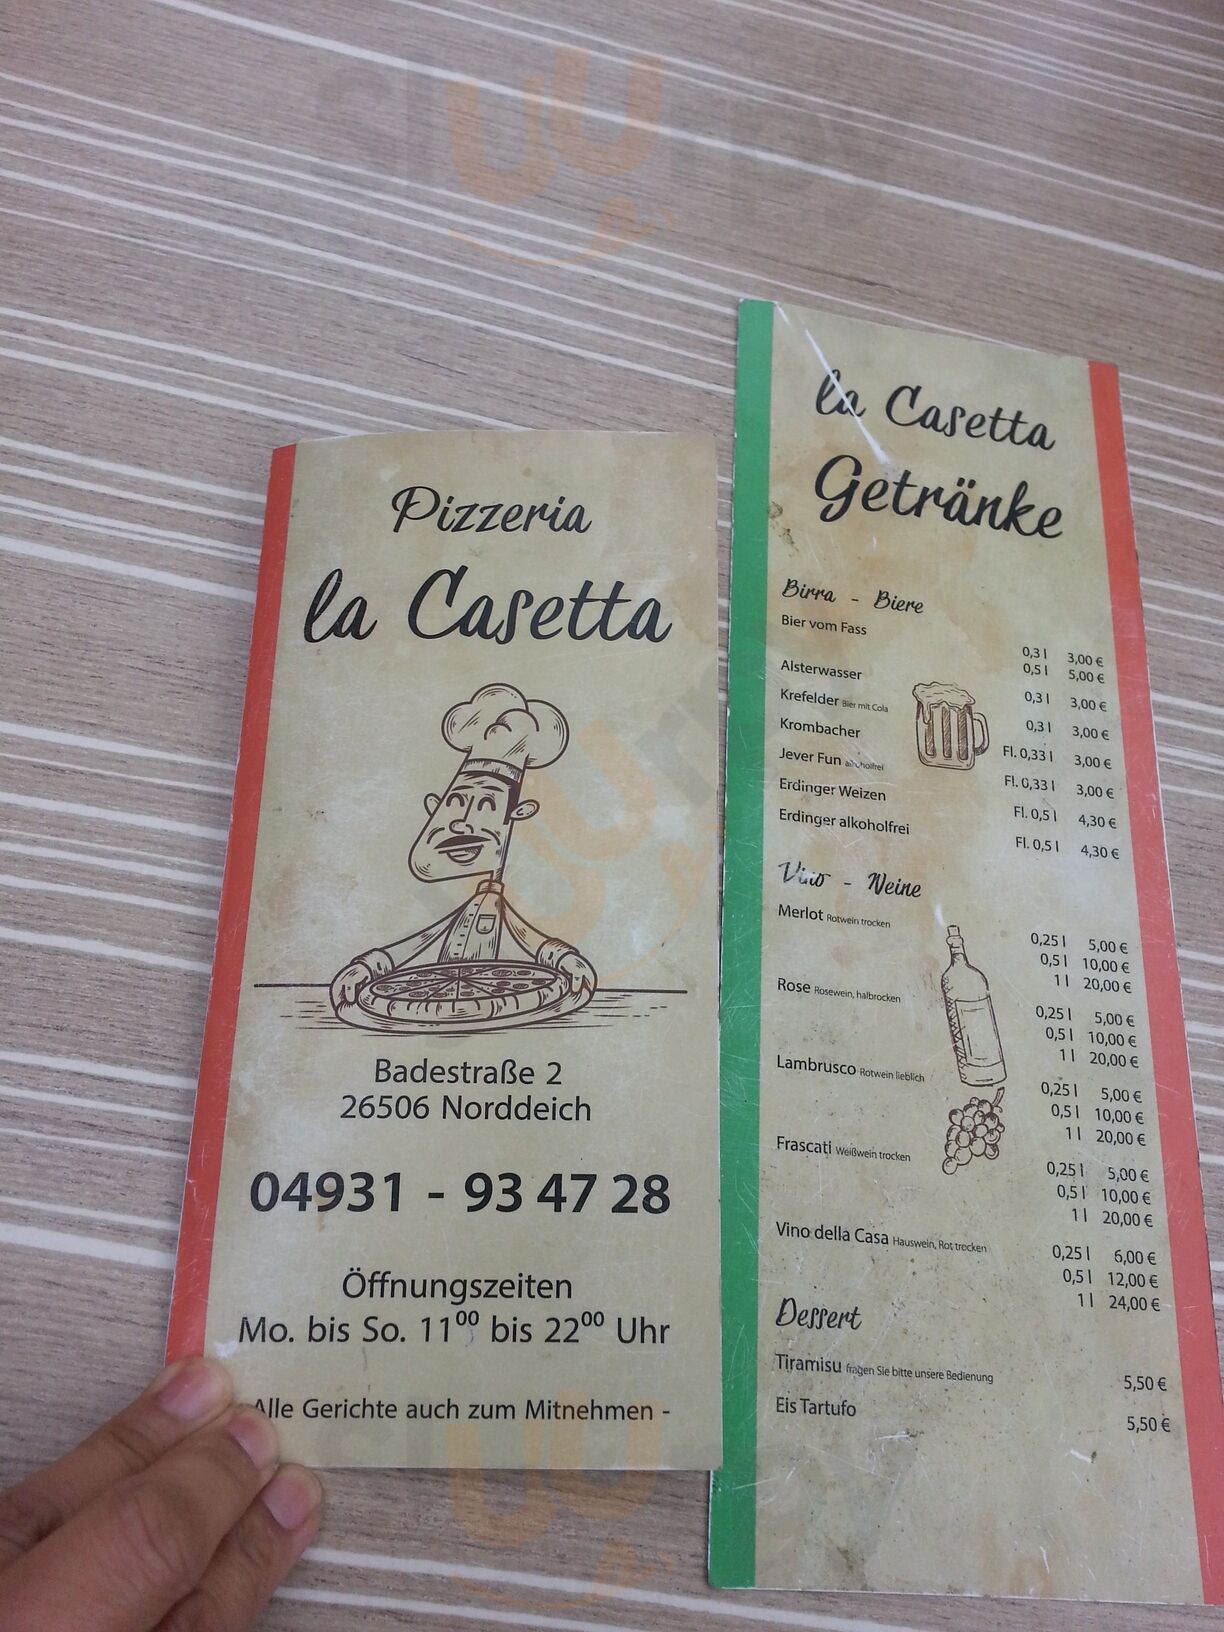 Pizzeria
la Casetta
Badestraße 2
26506 Norddeich
04931 - 93 47 28
Öffnungszeiten
Mo. bis So. 11⁰⁰ bis 22⁰⁰ Uhr
Alle Gerichte auch zum Mitnehmen -
la Casetta
Getränke
Birra - Biere
Bier vom Fass
0,3 l 3,00 €
0,5 l 5,00 €
Alsterwasser 0,3 l 3,00 €
Krefelder Bier mit Cola 0,3 l 3,00 €
Krombacher Fl. 0,33 l 3,00 €
Jever Fun alkoholfrei Fl. 0,33 l 3,00 €
Erdinger Weizen Fl. 0,5 l 4,30 €
Erdinger alkoholfrei Fl. 0,5 l 4,30 €
Vino - Weine
Merlot Rotwein trocken
0,25 l 5,00 €
0,5 l 10,00 €
1 l 20,00 €
Rose Rosewein, halbrocken
0,25 l 5,00 €
0,5 l 10,00 €
1 l 20,00 €
Lambrusco Rotwein lieblich
0,25 l 5,00 €
0,5 l 10,00 €
1 l 20,00 €
Frascati Weißwein trocken
0,25 l 5,00 €
0,5 l 10,00 €
1 l 20,00 €
Vino della Casa Hauswein, Rot trocken
0,25 l 6,00 €
0,5 l 12,00 €
1 l 24,00 €
Dessert
Tiramisu fragen Sie bitte unsere Bedienung 5,50 €
Eis Tartufo 5,50 €